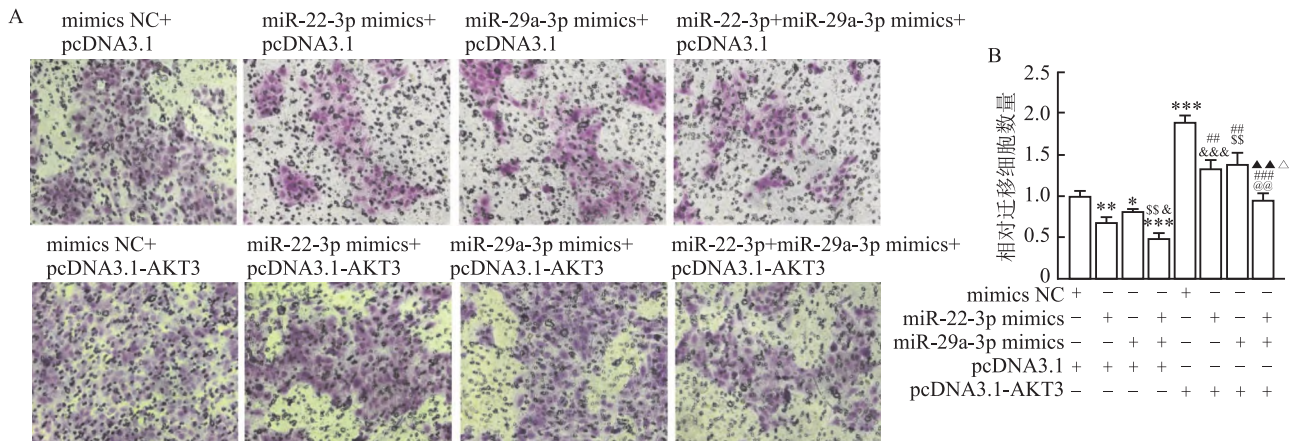 A
mimics NC+
pcDNA3.1
miR-22-3p mimics+
pcDNA3.1
miR-29a-3p mimics+
pcDNA3.1
miR-22-3p+miR-29a-3p mimics+
pcDNA3.1
mimics NC+
pcDNA3.1-AKT3
miR-22-3p mimics+
pcDNA3.1-AKT3
miR-29a-3p mimics+
pcDNA3.1-AKT3
miR-22-3p+miR-29a-3p mimics+
pcDNA3.1-AKT3
B
相对迁移细胞数量
2.5
2.0
1.5
1.0
0.5
0
**
*
$$ &
***
***
##
&&&
##
$$
▲▲ △
###
@@
mimics NC + − − − + − − −
miR-22-3p mimics − + − + − + − +
miR-29a-3p mimics − − + + − − + +
pcDNA3.1 + + + + − − − −
pcDNA3.1-AKT3 − − − − + + + +